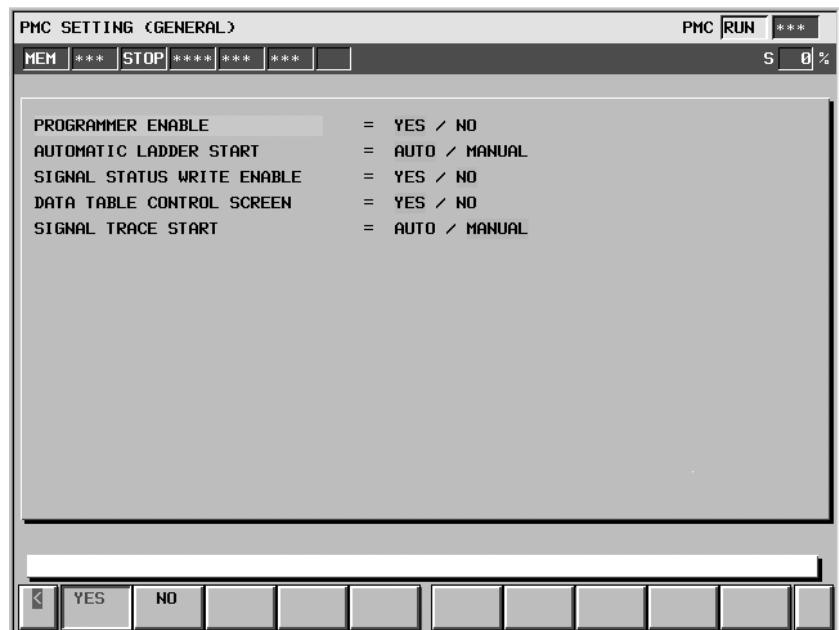 PMC SETTING (GENERAL) PMC RUN ***
MEM *** STOP **** *** *** S 0 %
PROGRAMMER ENABLE = YES / NO
AUTOMATIC LADDER START = AUTO / MANUAL
SIGNAL STATUS WRITE ENABLE = YES / NO
DATA TABLE CONTROL SCREEN = YES / NO
SIGNAL TRACE START = AUTO / MANUAL
< YES NO